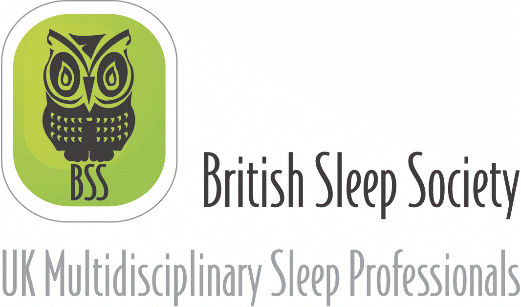 BSS
British Sleep Society
UK Multidisciplinary Sleep Professionals